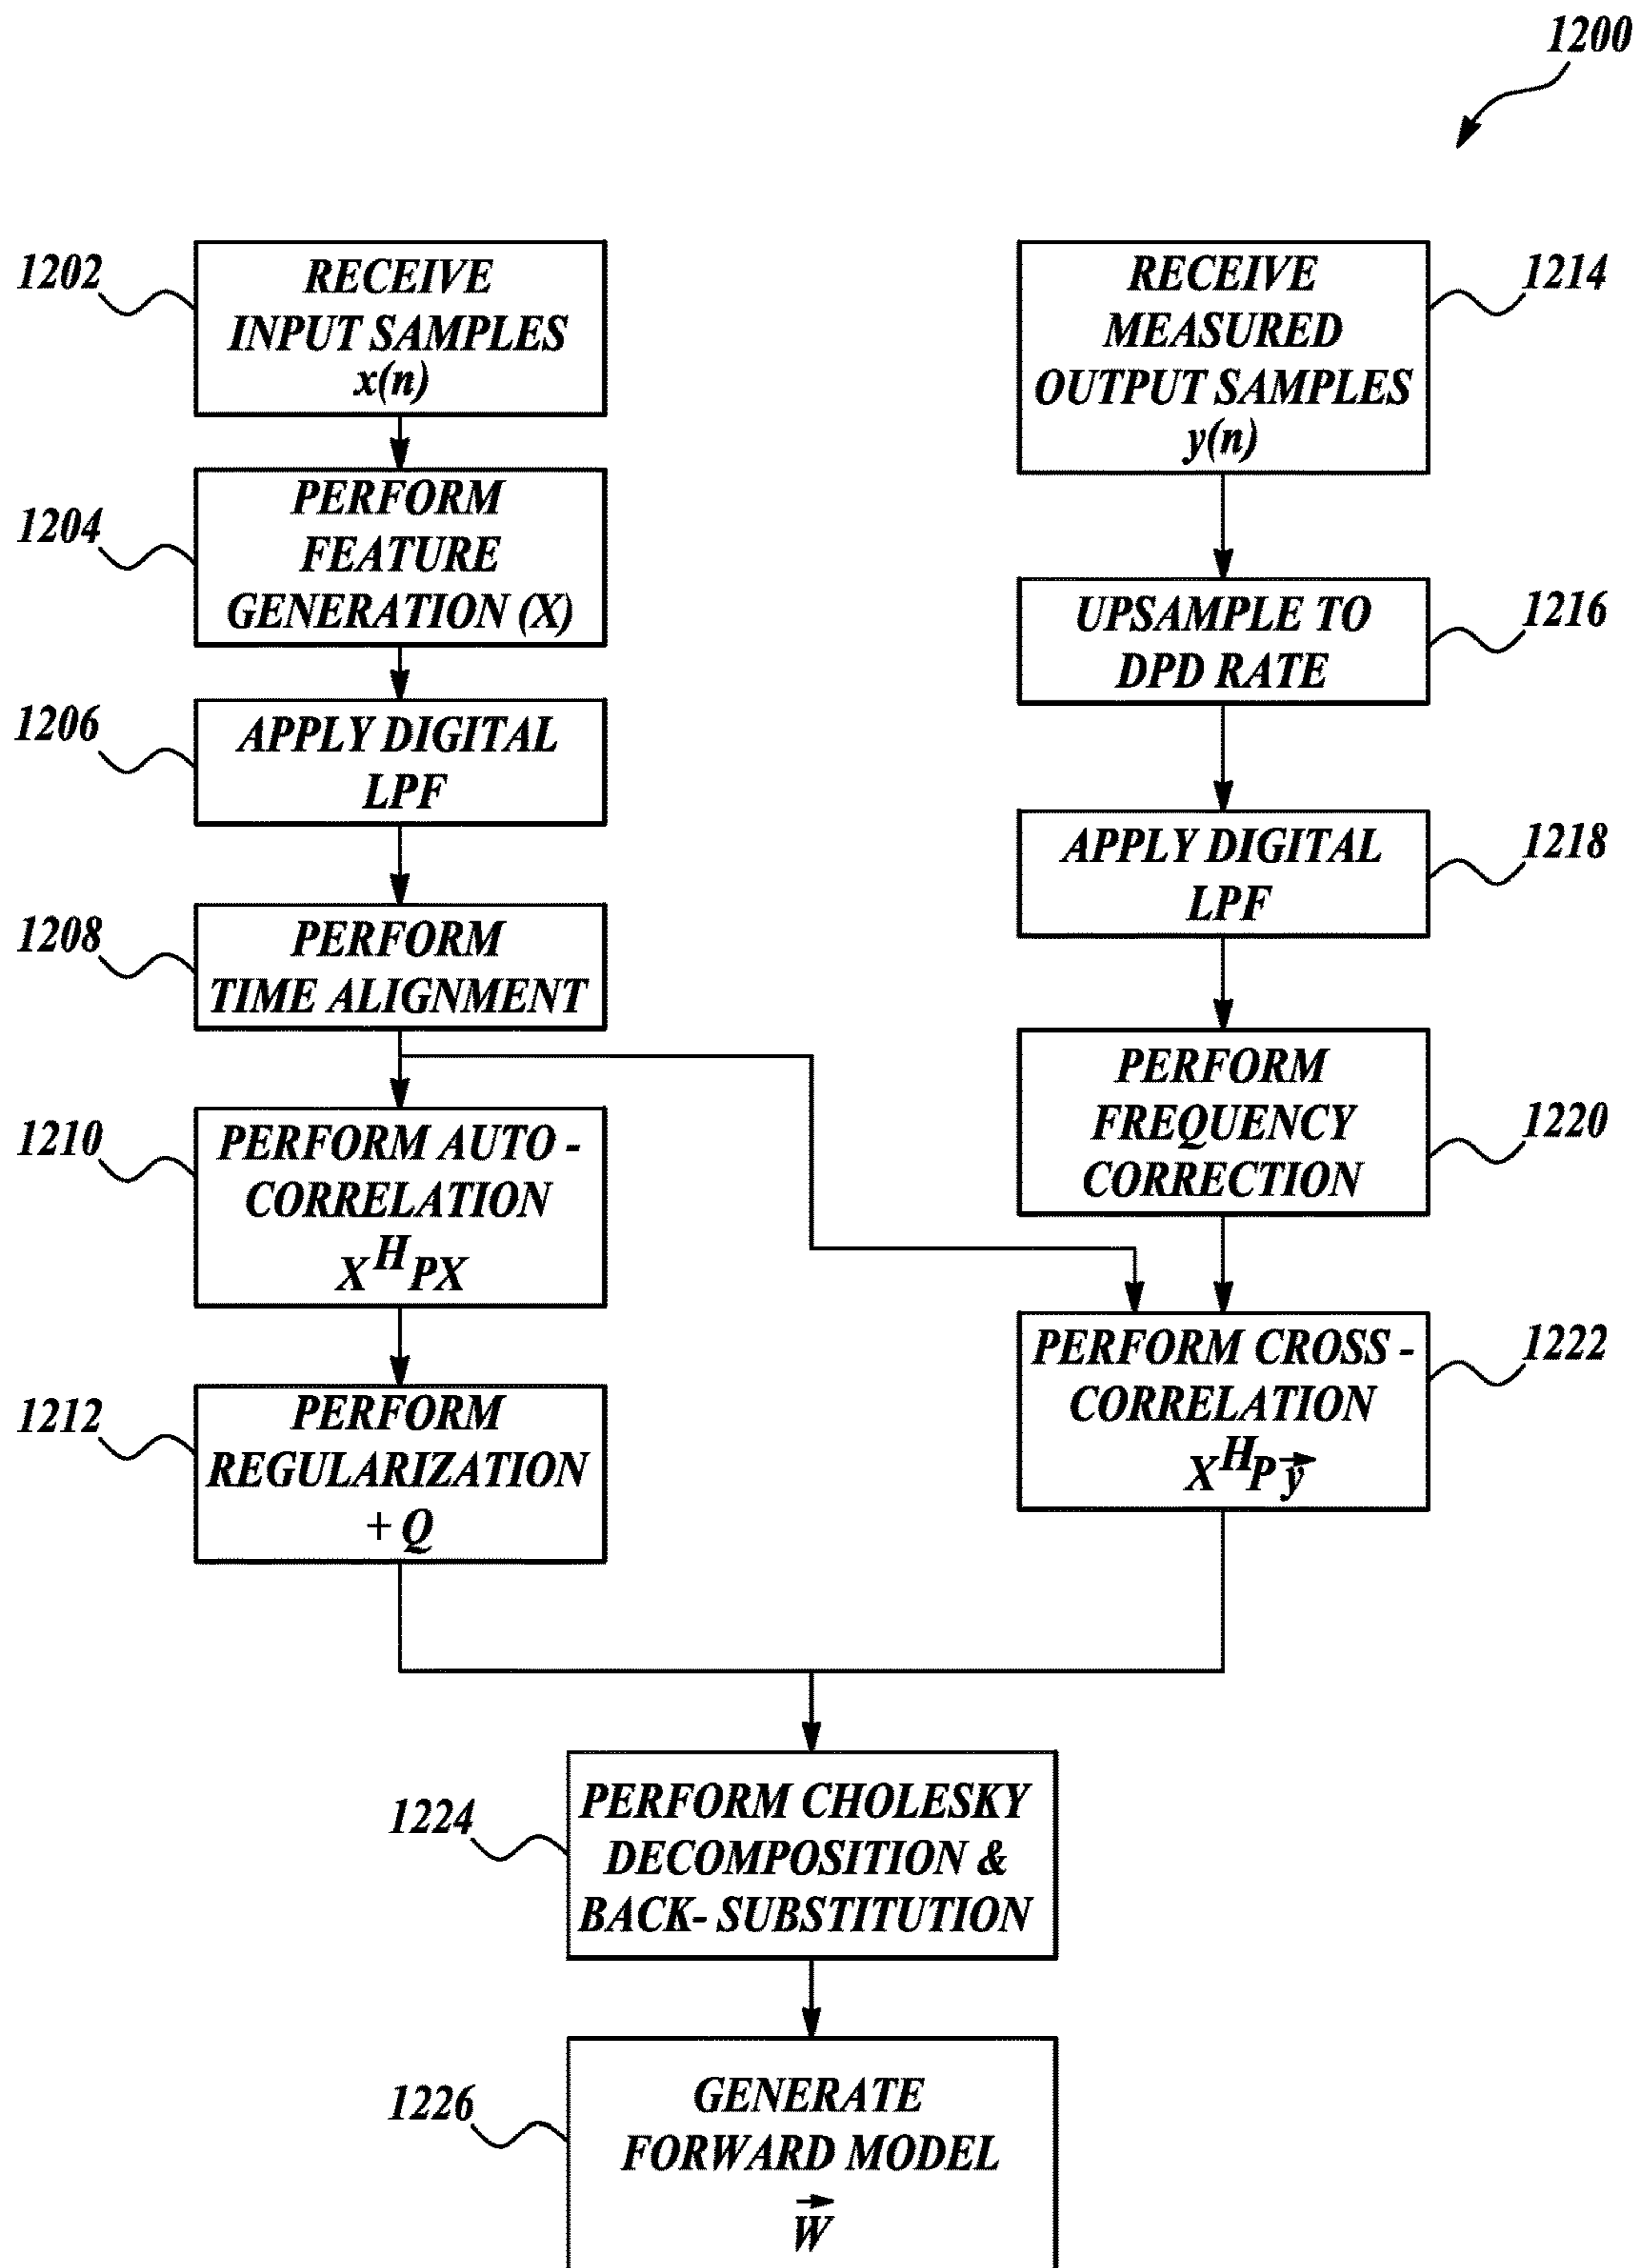 1200
1202
RECEIVE
INPUT SAMPLES
x(n)
1204
PERFORM
FEATURE
GENERATION (X)
1206
APPLY DIGITAL
LPF
1208
PERFORM
TIME ALIGNMENT
1210
PERFORM AUTO -
CORRELATION
X^H PX
1212
PERFORM
REGULARIZATION
+ Q
1214
RECEIVE
MEASURED
OUTPUT SAMPLES
y(n)
1216
UPSAMPLE TO
DPD RATE
1218
APPLY DIGITAL
LPF
1220
PERFORM
FREQUENCY
CORRECTION
1222
PERFORM CROSS -
CORRELATION
X^H P y⃗
1224
PERFORM CHOLESKY
DECOMPOSITION &
BACK- SUBSTITUTION
1226
GENERATE
FORWARD MODEL
W⃗